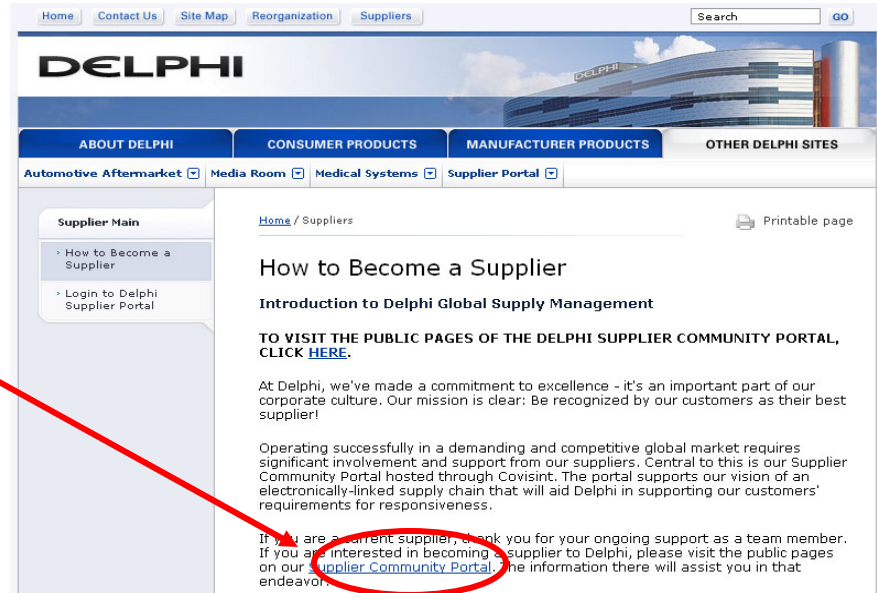 Home Contact Us Site Map Reorganization Suppliers Search GO
DELPHI
DELPHI
ABOUT DELPHI CONSUMER PRODUCTS MANUFACTURER PRODUCTS OTHER DELPHI SITES
Automotive Aftermarket Media Room Medical Systems Supplier Portal
Supplier Main
How to Become a
Supplier
Login to Delphi
Supplier Portal
Home / Suppliers
Printable page
How to Become a Supplier
Introduction to Delphi Global Supply Management
TO VISIT THE PUBLIC PAGES OF THE DELPHI SUPPLIER COMMUNITY PORTAL,
CLICK HERE.
At Delphi, we've made a commitment to excellence - it's an important part of our
corporate culture. Our mission is clear: Be recognized by our customers as their best
supplier!
Operating successfully in a demanding and competitive global market requires
significant involvement and support from our suppliers. Central to this is our Supplier
Community Portal hosted through Covisint. The portal supports our vision of an
electronically-linked supply chain that will aid Delphi in supporting our customers'
requirements for responsiveness.
If you are a current supplier, thank you for your ongoing support as a team member.
If you are interested in becoming a supplier to Delphi, please visit the public pages
on our Supplier Community Portal. The information there will assist you in that
endeavor.